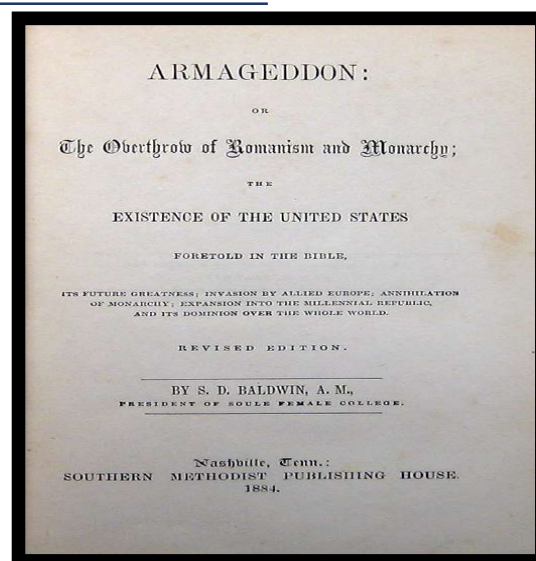 ARMAGEDDON:
OR
The Overthrow of Romanism and Monarchy;
THE
EXISTENCE OF THE UNITED STATES
FORETOLD IN THE BIBLE,
ITS FUTURE GREATNESS; INVASION BY ALLIED EUROPE; ANNIHILATION
OF MONARCHY; EXPANSION INTO THE MILLENNIAL REPUBLIC,
AND ITS DOMINION OVER THE WHOLE WORLD.
REVISED EDITION.
BY S. D. BALDWIN, A. M.,
PRESIDENT OF SOULE FEMALE COLLEGE.
Nashville, Tenn.:
SOUTHERN METHODIST PUBLISHING HOUSE.
1884.